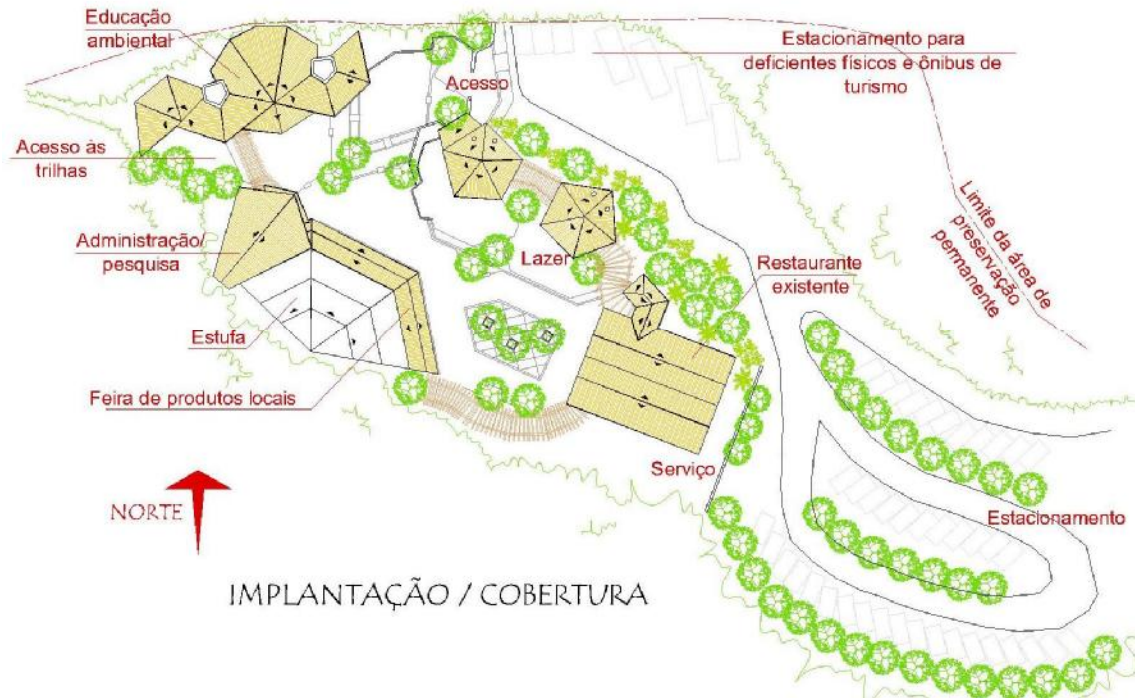 Educação
ambiental
Acesso
Estacionamento para
deficientes físicos e ônibus de
turismo
Acesso às
trilhas
Limite da área de
preservação
permanente
Administração/
pesquisa
Lazer
Restaurante
existente
Estufa
Feira de produtos locais
Serviço
NORTE
Estacionamento
IMPLANTAÇÃO / COBERTURA